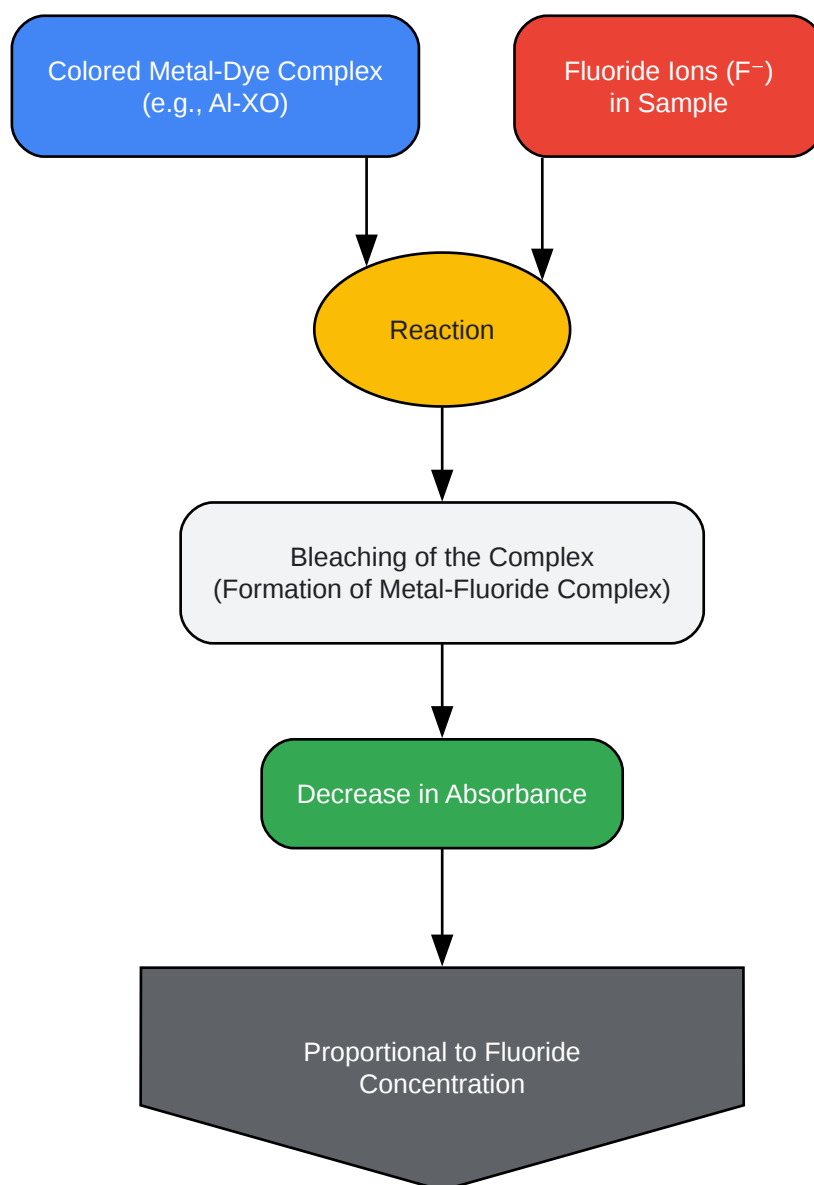 Colored Metal-Dye Complex
(e.g., Al-XO)
Fluoride Ions (F⁻)
in Sample
Reaction
Bleaching of the Complex
(Formation of Metal-Fluoride Complex)
Decrease in Absorbance
Proportional to Fluoride
Concentration